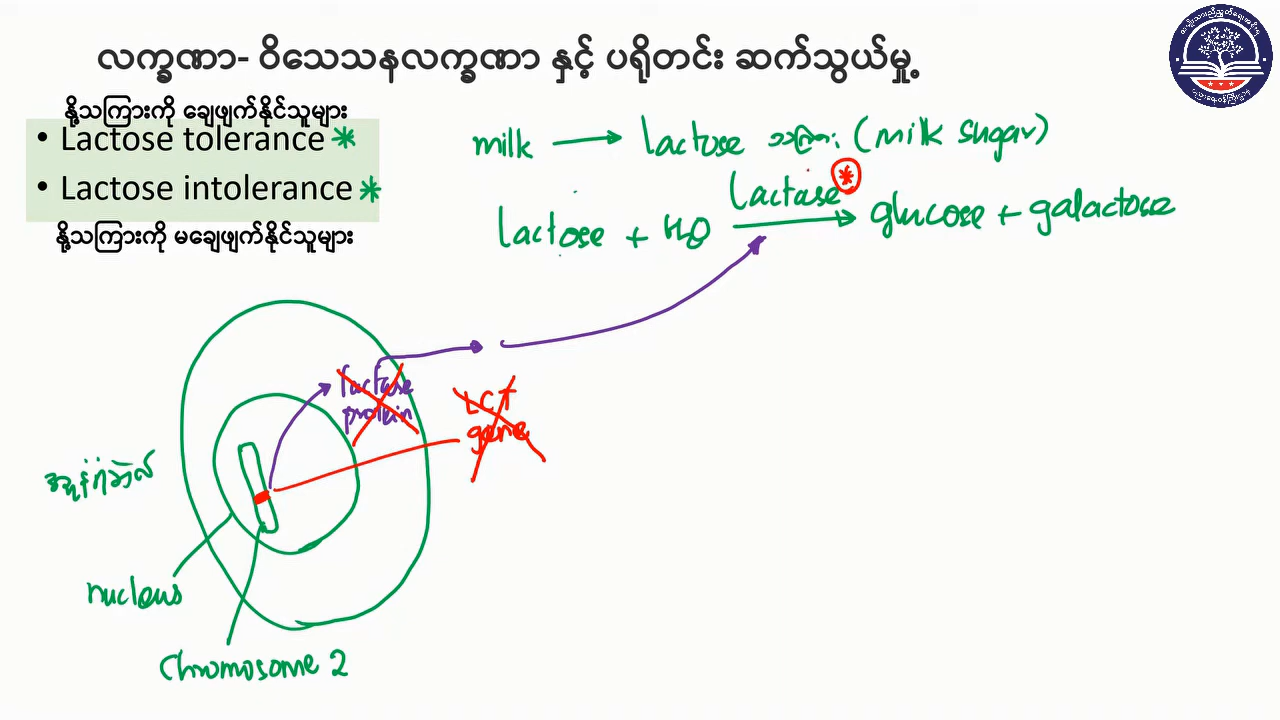 လက္ခဏာ- ဝိသေသနလက္ခဏာ နှင့် ပရိုတင်း ဆက်သွယ်မှု့
နို့သကြားကို ချေဖျက်နိုင်သူများ
• Lactose tolerance *
• Lactose intolerance *
နို့သကြားကို မချေဖျက်နိုင်သူများ
milk → lactose သကြား (milk sugar)
Lactase *
lactose + H₂O → glucose + galactose
lactase
protein
LCT
gene
nucleus
Chromosome 2